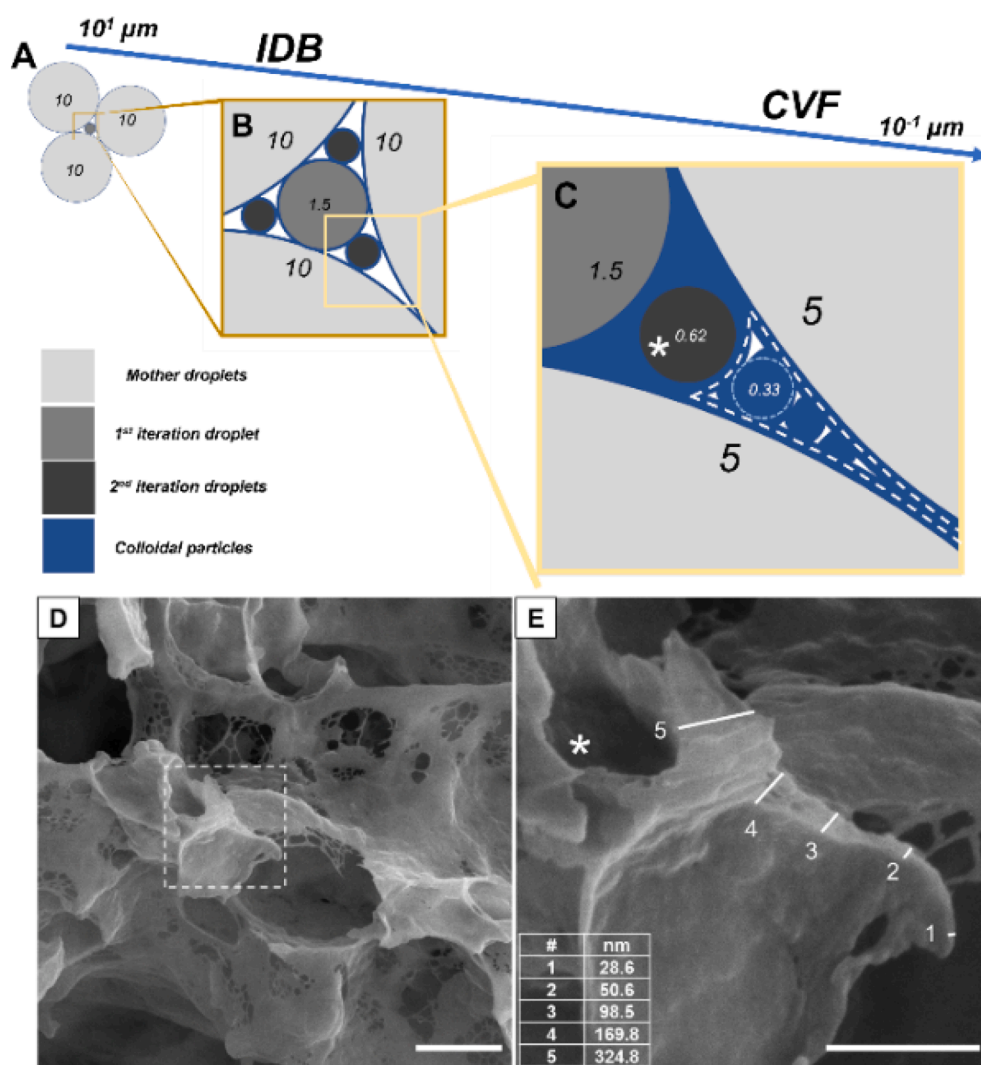 10¹ µm
IDB
CVF
10⁻¹ µm
A
10
10
10
B
10
10
1.5
10
C
1.5
0.62
*
0.33
5
5
Mother droplets
1ˢᵗ iteration droplet
2ⁿᵈ iteration droplets
Colloidal particles
D
E
*
5
4
3
2
1
# nm
1 28.6
2 50.6
3 98.5
4 169.8
5 324.8